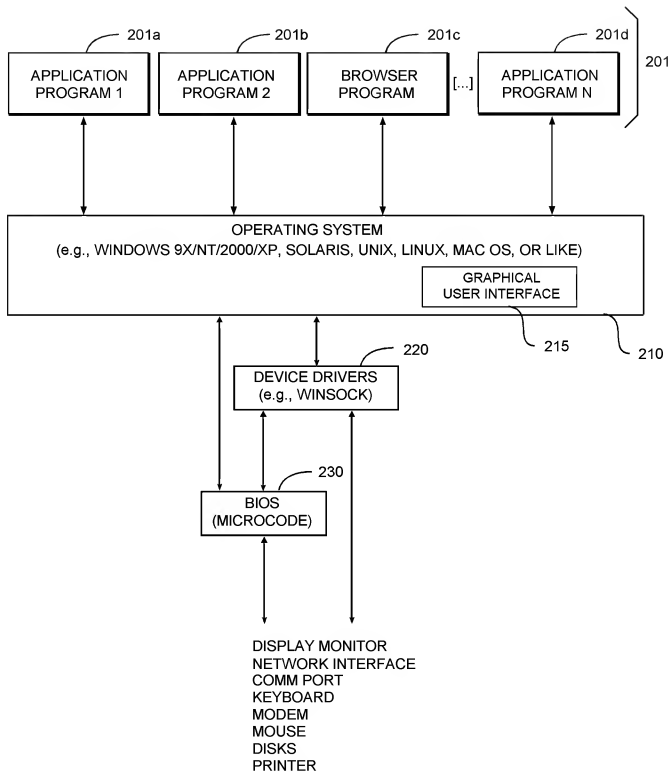 201a
201b
201c
201d
201
APPLICATION
PROGRAM 1
APPLICATION
PROGRAM 2
BROWSER
PROGRAM
[...]
APPLICATION
PROGRAM N
OPERATING SYSTEM
(e.g., WINDOWS 9X/NT/2000/XP, SOLARIS, UNIX, LINUX, MAC OS, OR LIKE)
GRAPHICAL
USER INTERFACE
215
210
220
DEVICE DRIVERS
(e.g., WINSOCK)
230
BIOS
(MICROCODE)
DISPLAY MONITOR
NETWORK INTERFACE
COMM PORT
KEYBOARD
MODEM
MOUSE
DISKS
PRINTER